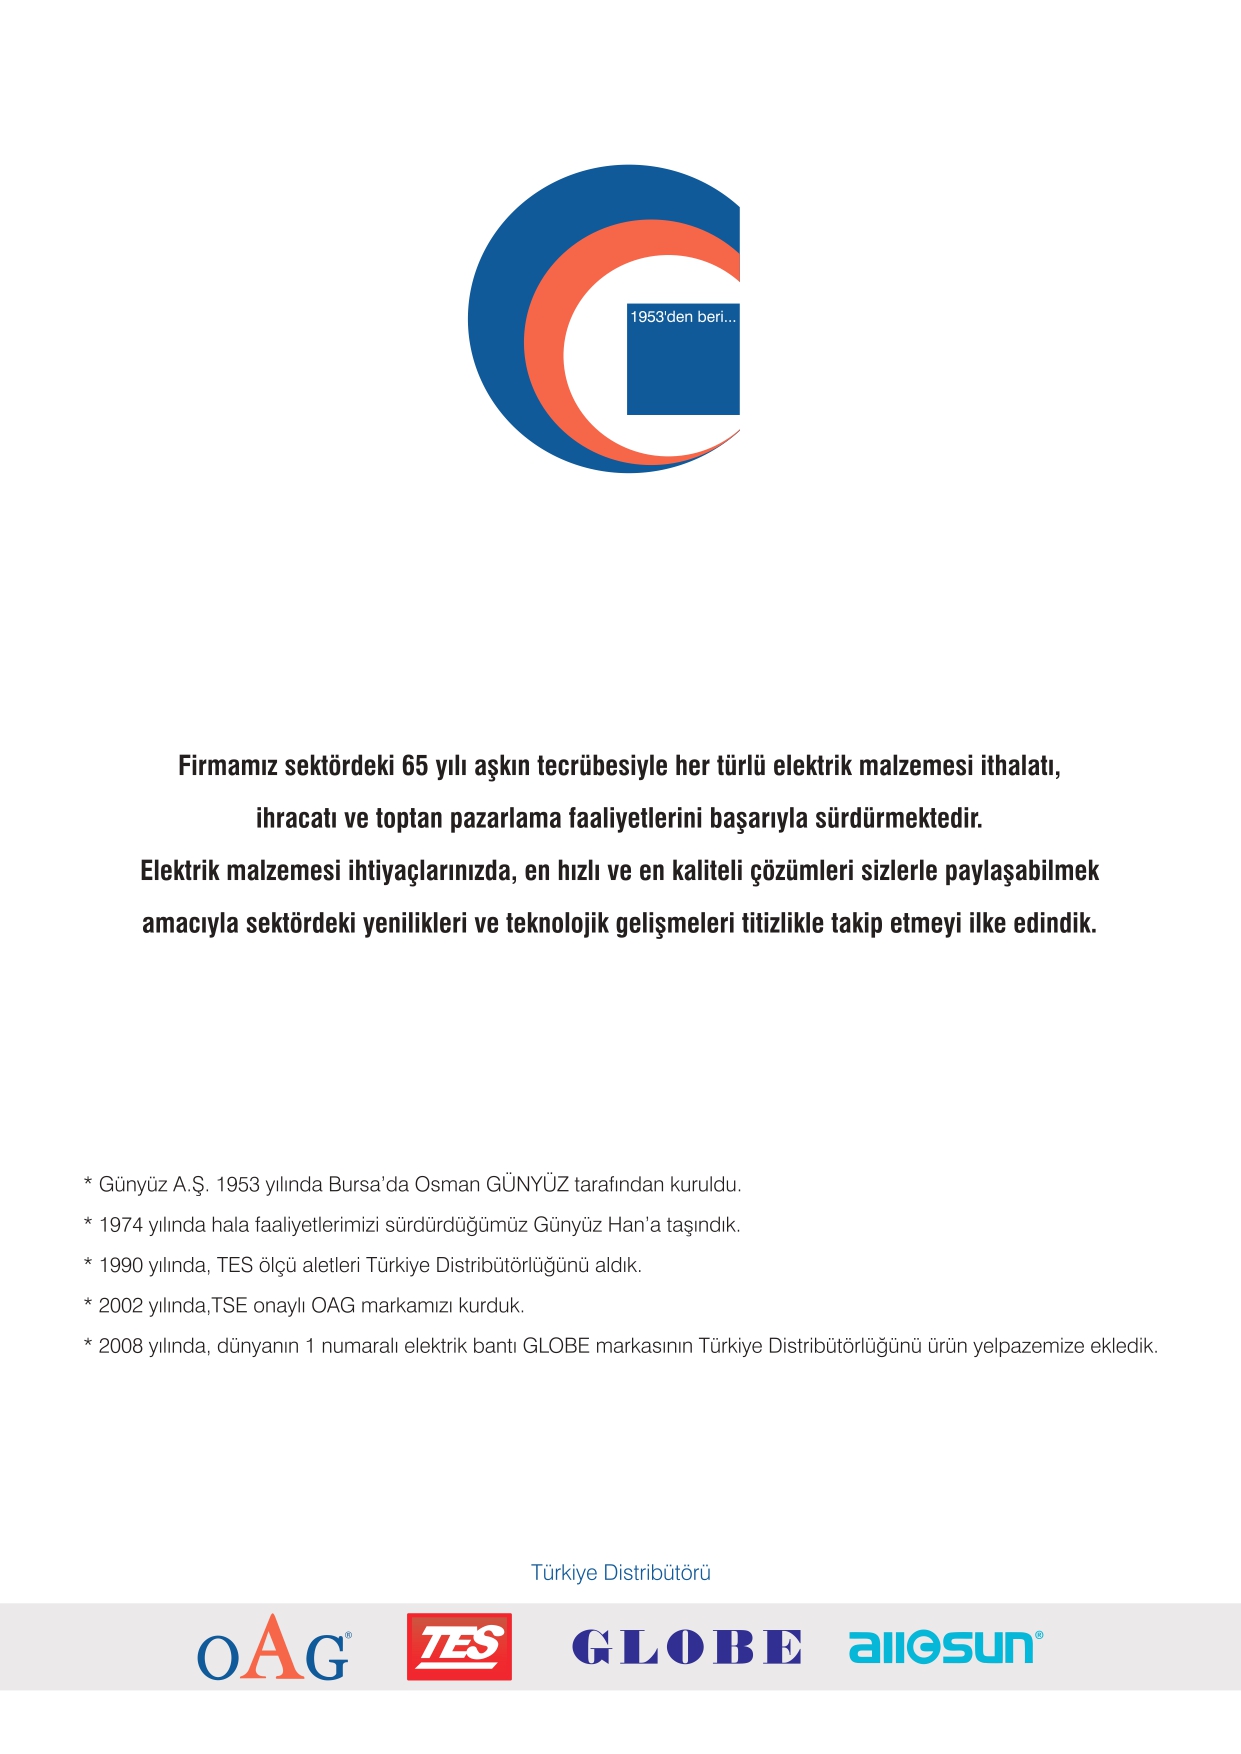 1953'den beri...
Firmamız sektördeki 65 yılı aşkın tecrübesiyle her türlü elektrik malzemesi ithalatı,
ihracatı ve toptan pazarlama faaliyetlerini başarıyla sürdürmektedir.
Elektrik malzemesi ihtiyaçlarınızda, en hızlı ve en kaliteli çözümleri sizlerle paylaşabilmek
amacıyla sektördeki yenilikleri ve teknolojik gelişmeleri titizlikle takip etmeyi ilke edindik.
* Günyüz A.Ş. 1953 yılında Bursa’da Osman GÜNYÜZ tarafından kuruldu.
* 1974 yılında hala faaliyetlerimizi sürdürdüğümüz Günyüz Han’a taşındık.
* 1990 yılında, TES ölçü aletleri Türkiye Distribütörlüğünü aldık.
* 2002 yılında,TSE onaylı OAG markamızı kurduk.
* 2008 yılında, dünyanın 1 numaralı elektrik bantı GLOBE markasının Türkiye Distribütörlüğünü ürün yelpazemize ekledik.
Türkiye Distribütörü
OAG® TES GLOBE allosun®